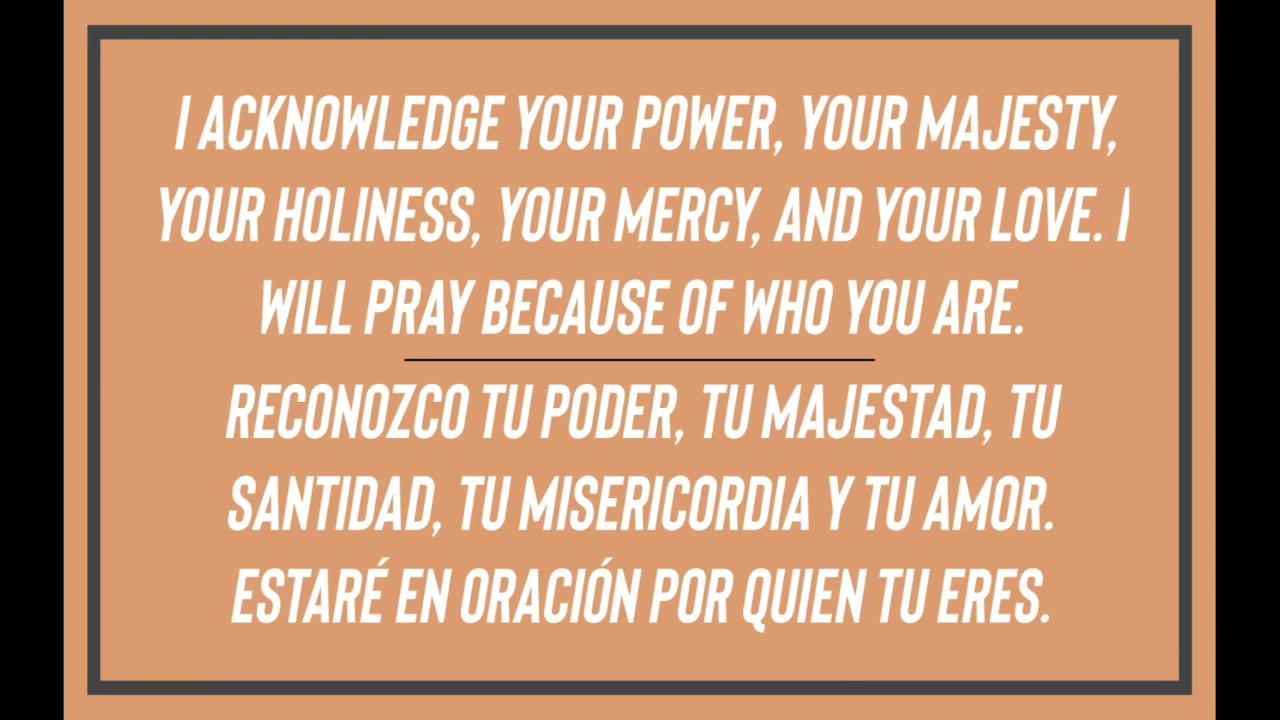 I ACKNOWLEDGE YOUR POWER, YOUR MAJESTY,
YOUR HOLINESS, YOUR MERCY, AND YOUR LOVE. I
WILL PRAY BECAUSE OF WHO YOU ARE.
RECONOZCO TU PODER, TU MAJESTAD, TU
SANTIDAD, TU MISERICORDIA Y TU AMOR.
ESTARÉ EN ORACIÓN POR QUIEN TU ERES.